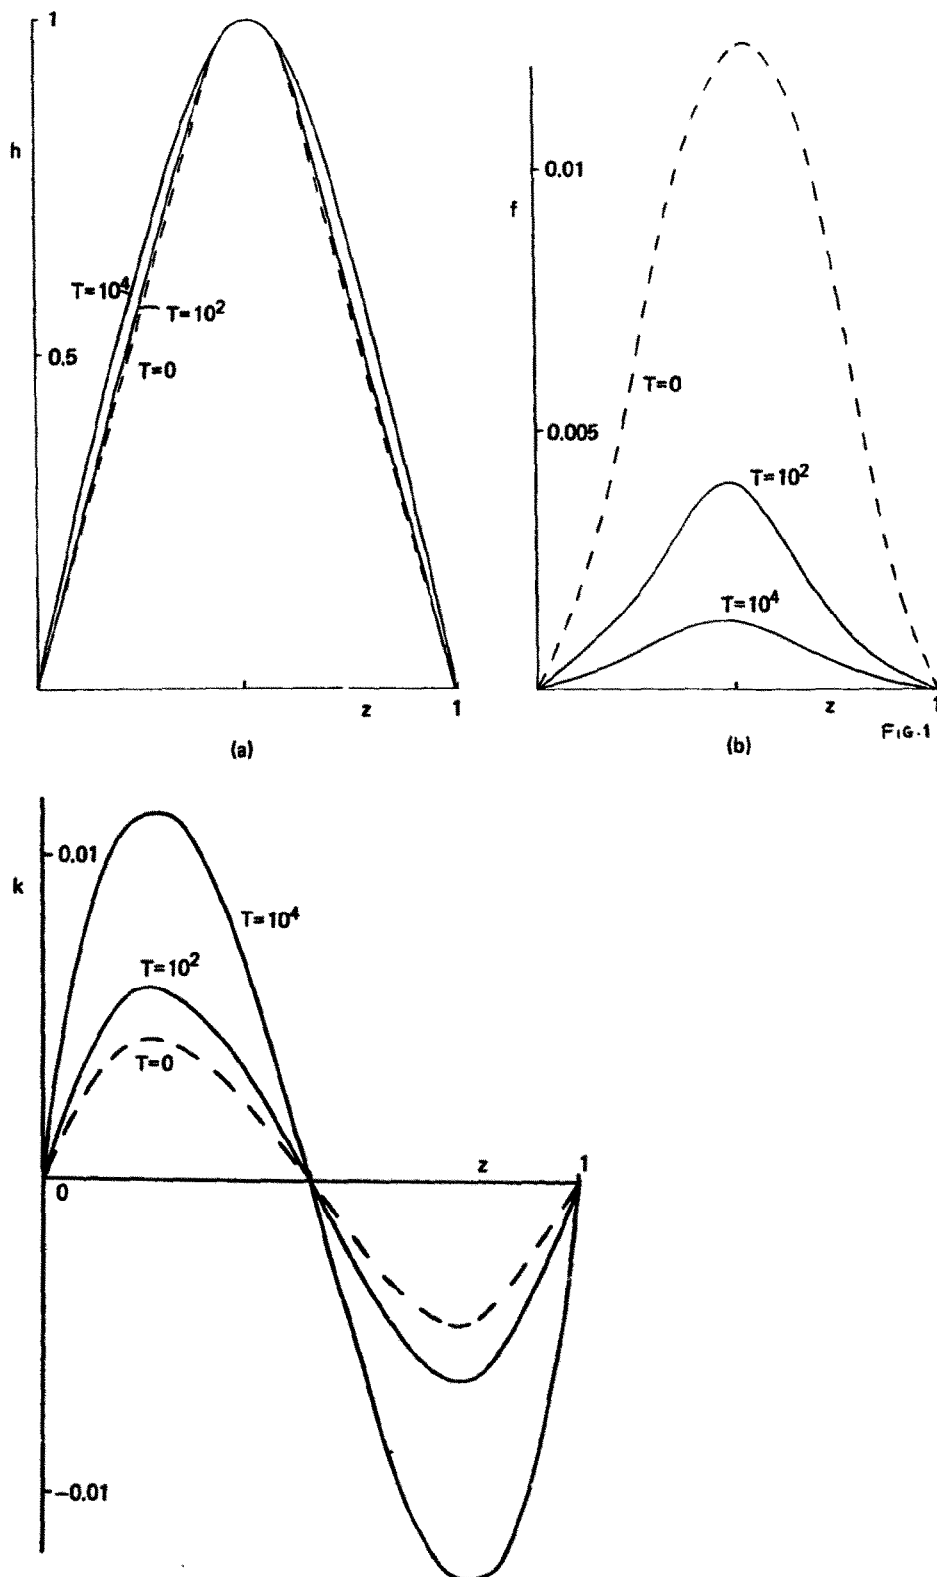 1
h
T=10⁴
T=10²
0.5
T=0
z
1
(a)
0.01
f
T=0
0.005
T=10²
T=10⁴
z
1
FIG.1
(b)
0.01
k
T=10⁴
T=10²
T=0
z
1
0
-0.01